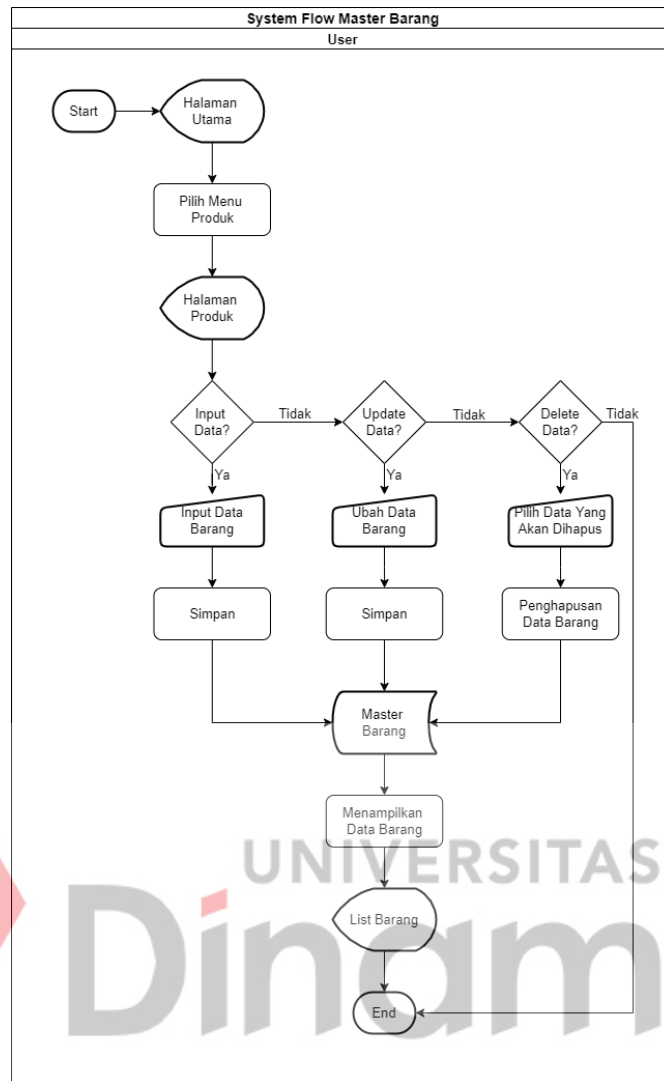 System Flow Master Barang
User
Start
Halaman
Utama
Pilih Menu
Produk
Halaman
Produk
Input
Data?
Tidak
Update
Data?
Tidak
Delete
Data?
Tidak
Ya
Ya
Ya
Input Data
Barang
Ubah Data
Barang
Pilih Data Yang
Akan Dihapus
Simpan
Simpan
Penghapusan
Data Barang
Master
Barang
Menampilkan
Data Barang
UNIVERSITAS
Dinam
List Barang
End